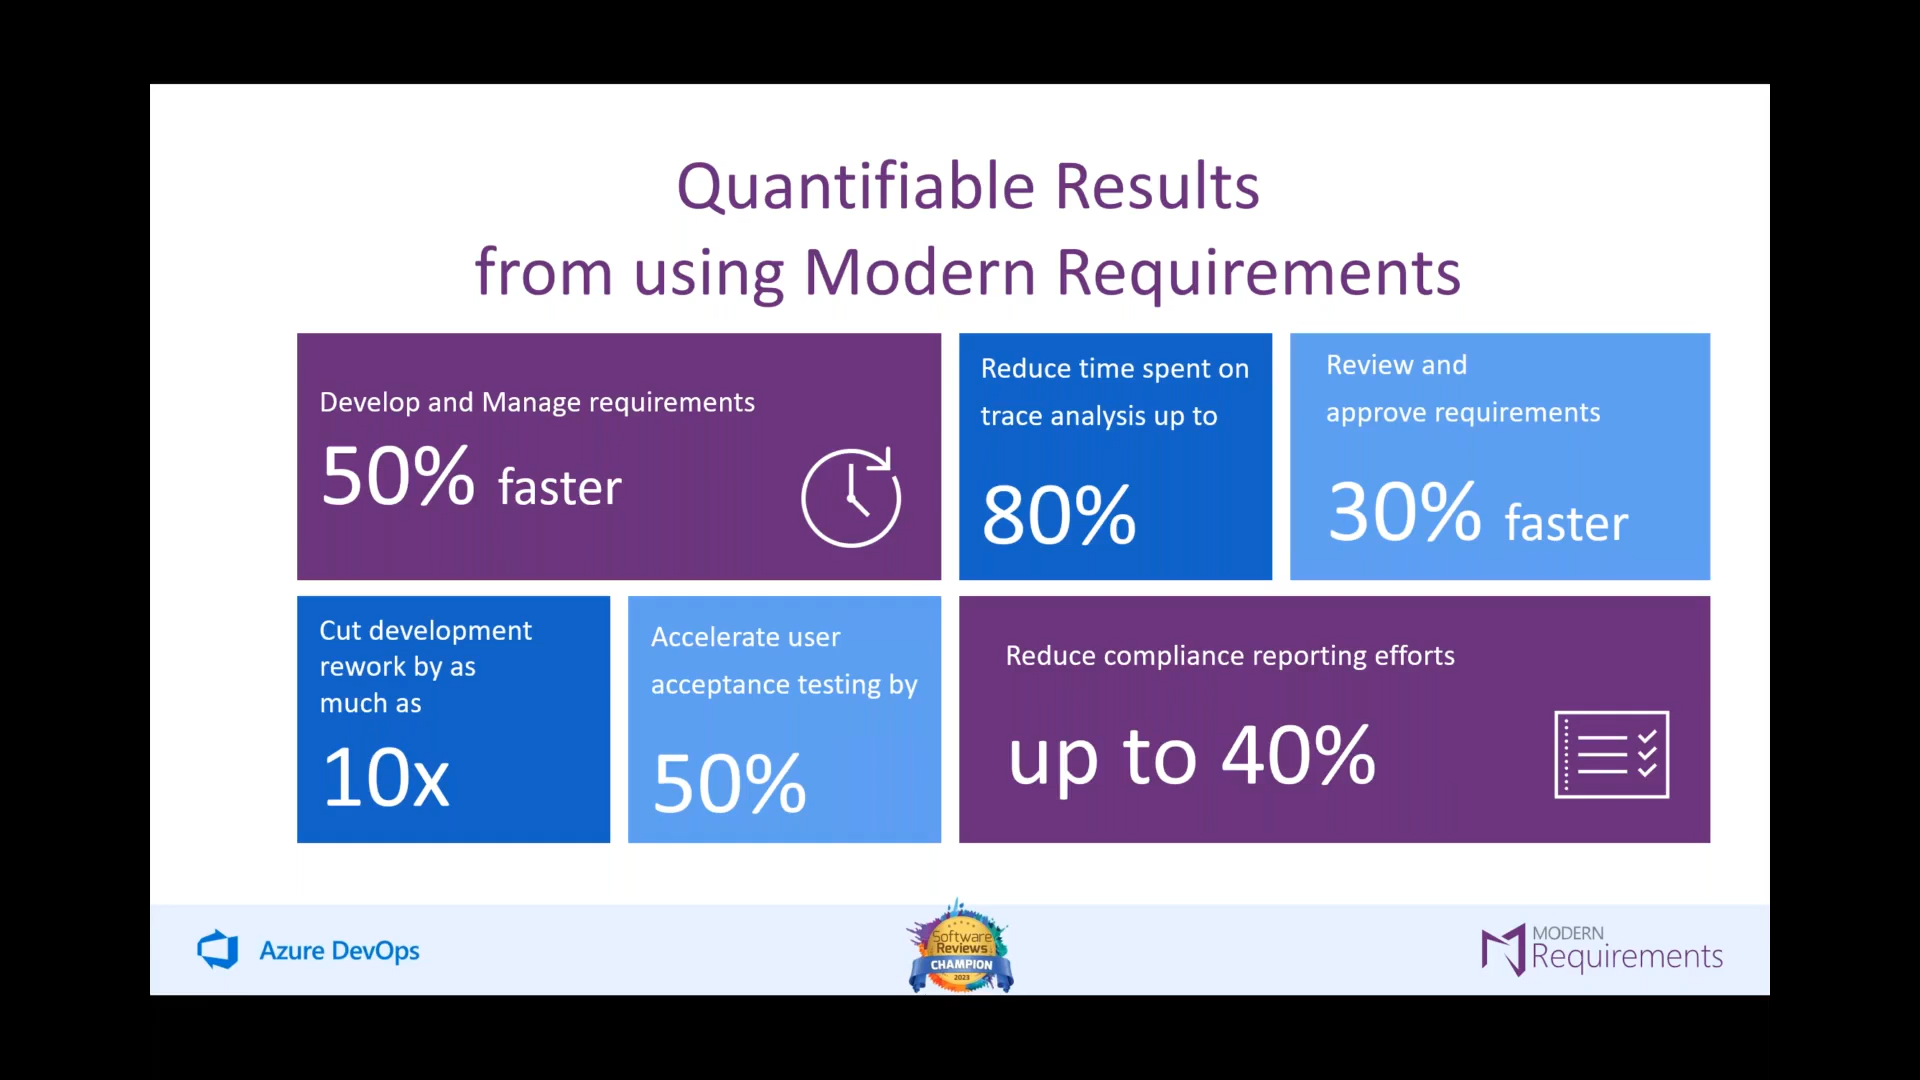 Quantifiable Results
from using Modern Requirements
Develop and Manage requirements
50% faster
Reduce time spent on
trace analysis up to
80%
Review and
approve requirements
30% faster
Cut development
rework by as
much as
10x
Accelerate user
acceptance testing by
50%
Reduce compliance reporting efforts
up to 40%
Azure DevOps
Software
Reviews
CHAMPION
2023
MODERN
Requirements